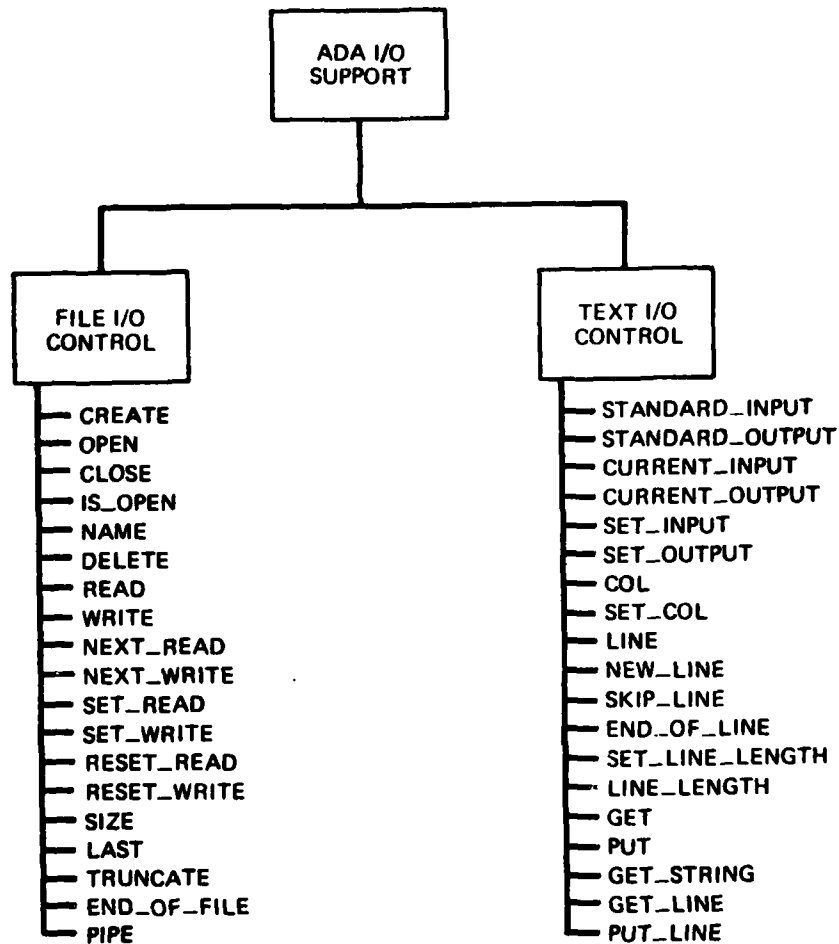 ADA I/O
SUPPORT
FILE I/O
CONTROL
CREATE
OPEN
CLOSE
IS_OPEN
NAME
DELETE
READ
WRITE
NEXT_READ
NEXT_WRITE
SET_READ
SET_WRITE
RESET_READ
RESET_WRITE
SIZE
LAST
TRUNCATE
END_OF_FILE
PIPE
TEXT I/O
CONTROL
STANDARD_INPUT
STANDARD_OUTPUT
CURRENT_INPUT
CURRENT_OUTPUT
SET_INPUT
SET_OUTPUT
COL
SET_COL
LINE
NEW_LINE
SKIP_LINE
END_OF_LINE
SET_LINE_LENGTH
LINE_LENGTH
GET
PUT
GET_STRING
GET_LINE
PUT_LINE